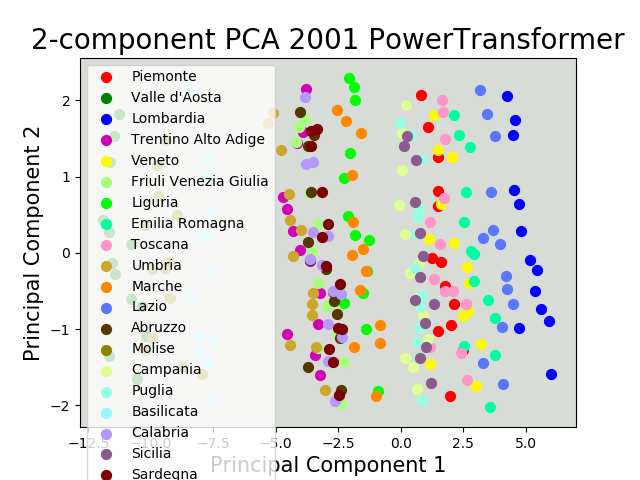 2-component PCA 2001 PowerTransformer
Principal Component 2
2
1
0
−1
−2
Piemonte
Valle d'Aosta
Lombardia
Trentino Alto Adige
Veneto
Friuli Venezia Giulia
Liguria
Emilia Romagna
Toscana
Umbria
Marche
Lazio
Abruzzo
Molise
Campania
Puglia
Basilicata
Calabria
Sicilia
Sardegna
−12.5 −10.0 −7.5 −5.0 −2.5 0.0 2.5 5.0
Principal Component 1